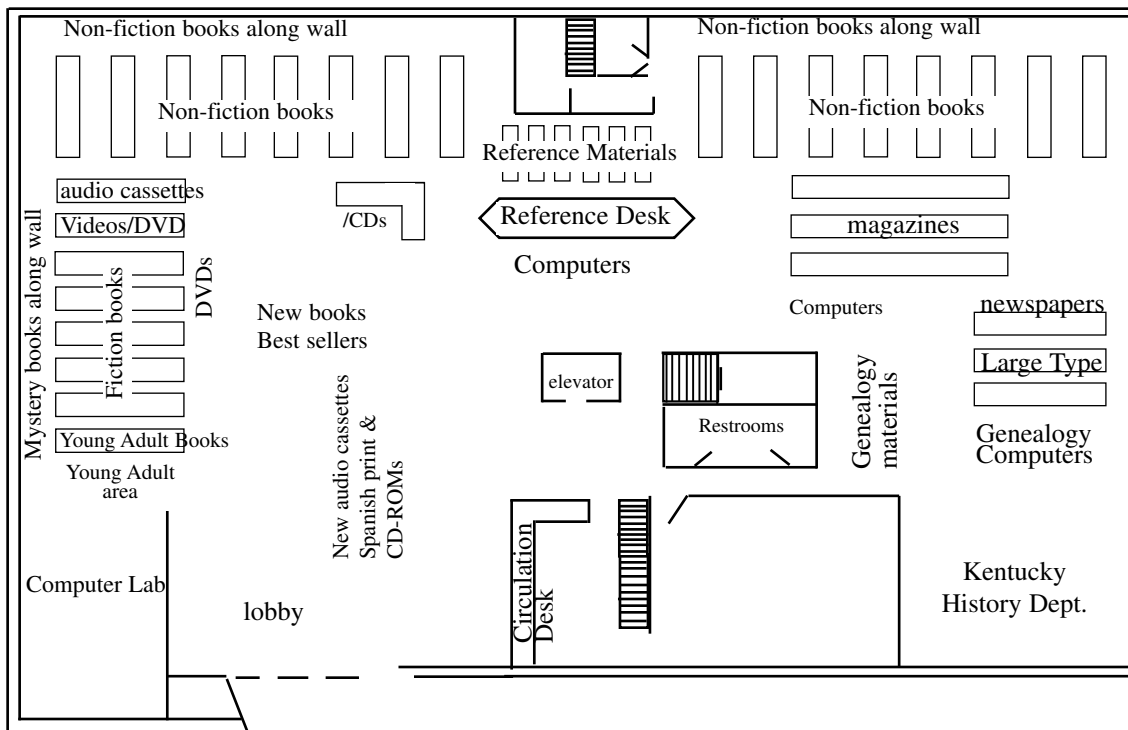 Non-fiction books along wall
Non-fiction books along wall
Non-fiction books
Non-fiction books
Reference Materials
audio cassettes
/CDs
Reference Desk
Videos/DVD
magazines
Mystery books along wall
Fiction books
DVDs
Computers
New books
Best sellers
Computers
newspapers
elevator
Large Type
Restrooms
Genealogy
materials
Young Adult Books
Genealogy
Computers
Young Adult
area
New audio cassettes
Spanish print &
CD-ROMs
Computer Lab
lobby
Circulation
Desk
Kentucky
History Dept.